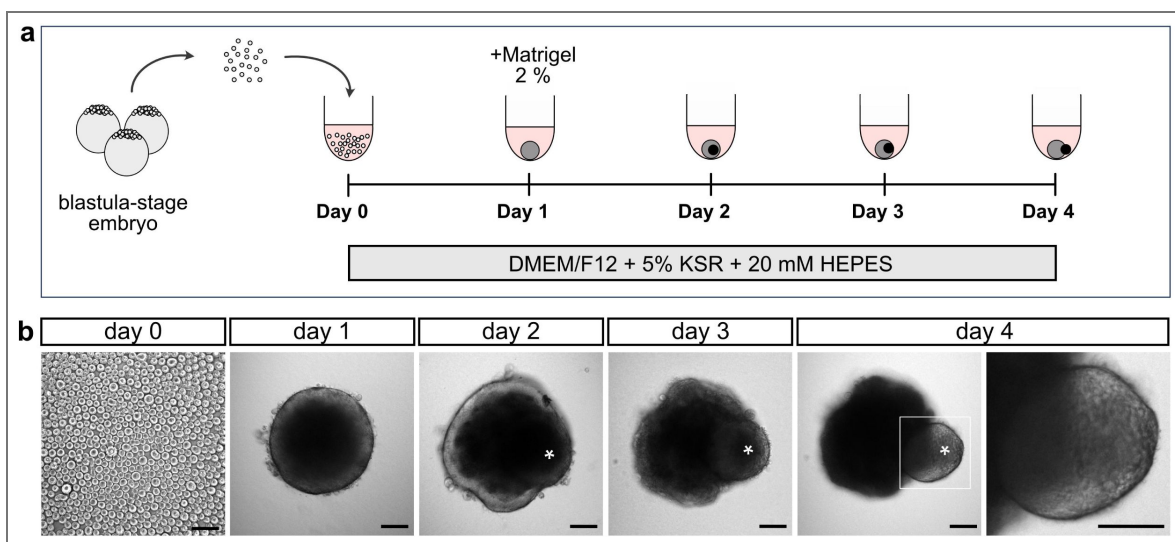 a
+Matrigel
2 %
blastula-stage
embryo
Day 0
Day 1
Day 2
Day 3
Day 4
DMEM/F12 + 5% KSR + 20 mM HEPES
b
day 0
day 1
day 2
day 3
day 4
*
*
*